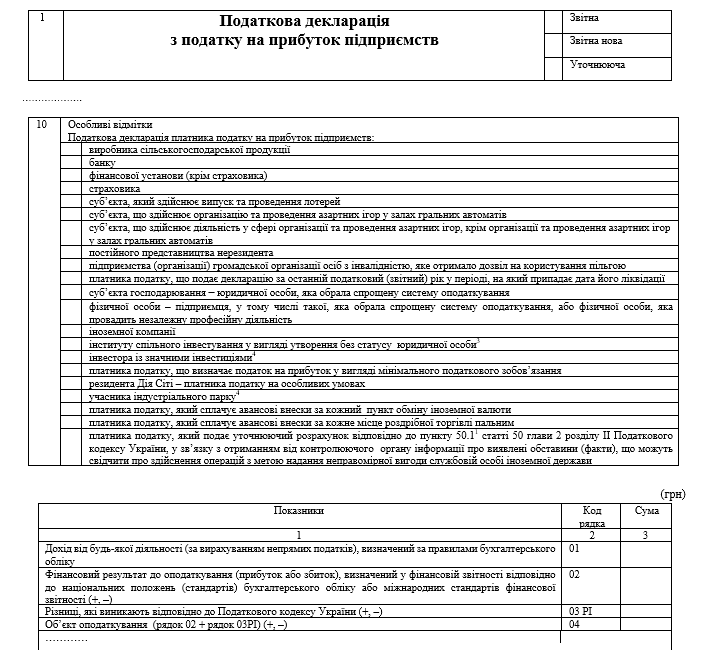 1
Податкова декларація
з податку на прибуток підприємств
Звітна
Звітна нова
Уточнююча
...................
10
Особливі відмітки
Податкова декларація платника податку на прибуток підприємств:
виробника сільськогосподарської продукції
банку
фінансової установи (крім страховика)
страховика
суб’єкта, який здійснює випуск та проведення лотерей
суб’єкта, що здійснює організацію та проведення азартних ігор у залах гральних автоматів
суб’єкта, що здійснює діяльність у сфері організації та проведення азартних ігор, крім організації та проведення азартних ігор
у залах гральних автоматів
постійного представництва нерезидента
підприємства (організації) громадської організації осіб з інвалідністю, яке отримало дозвіл на користування пільгою
платника податку, що подає декларацію за останній податковий (звітний) рік у періоді, на який припадає дата його ліквідації
суб’єкта господарювання – юридичної особи, яка обрала спрощену систему оподаткування
фізичної особи – підприємця, у тому числі такої, яка обрала спрощену систему оподаткування, або фізичної особи, яка
провадить незалежну професійну діяльність
іноземної компанії
інституту спільного інвестування у вигляді утворення без статусу юридичної особи³
інвестора із значними інвестиціями⁴
платника податку, що визначає податок на прибуток у вигляді мінімального податкового зобов’язання
резидента Дія Сіті – платника податку на особливих умовах
учасника індустріального парку⁴
платника податку, який сплачує авансові внески за кожний пункт обміну іноземної валюти
платника податку, який сплачує авансові внески за кожне місце роздрібної торгівлі пальним
платника податку, який подає уточнюючий розрахунок відповідно до пункту 50.1¹ статті 50 глави 2 розділу II Податкового
кодексу України, у зв’язку з отриманням від контролюючого органу інформації про виявлені обставини (факти), що можуть
свідчити про здійснення операцій з метою надання неправомірної вигоди службовій особі іноземної держави
(грн)
Показники
Код
рядка
Сума
1
2
3
Дохід від будь-якої діяльності (за вирахуванням непрямих податків), визначений за правилами бухгалтерського
обліку
01
Фінансовий результат до оподаткування (прибуток або збиток), визначений у фінансовій звітності відповідно
до національних положень (стандартів) бухгалтерського обліку або міжнародних стандартів фінансової
звітності (+, –)
02
Різниці, які виникають відповідно до Податкового кодексу України (+, –)
03 РІ
Об’єкт оподаткування (рядок 02 + рядок 03РІ) (+, –)
04
............